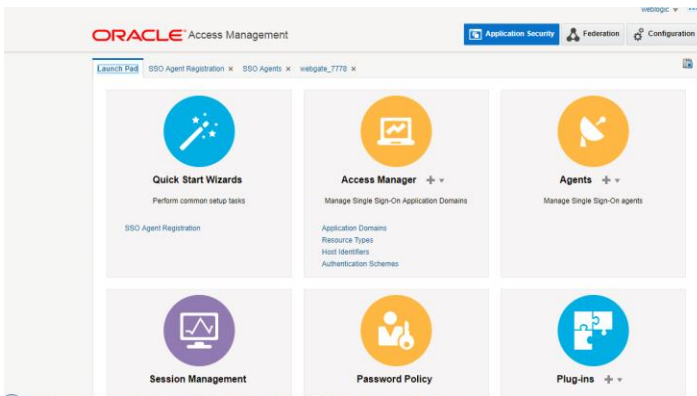 weblogic
ORACLE Access Management
Application Security
Federation
Configuration
Launch Pad
SSO Agent Registration
SSO Agents
webgate_7778
Quick Start Wizards
Perform common setup tasks
SSO Agent Registration
Access Manager
Manage Single Sign-On Application Domains
Application Domains
Resource Types
Host Identifiers
Authentication Schemes
Agents
Manage Single Sign-On agents
Session Management
Password Policy
Plug-ins